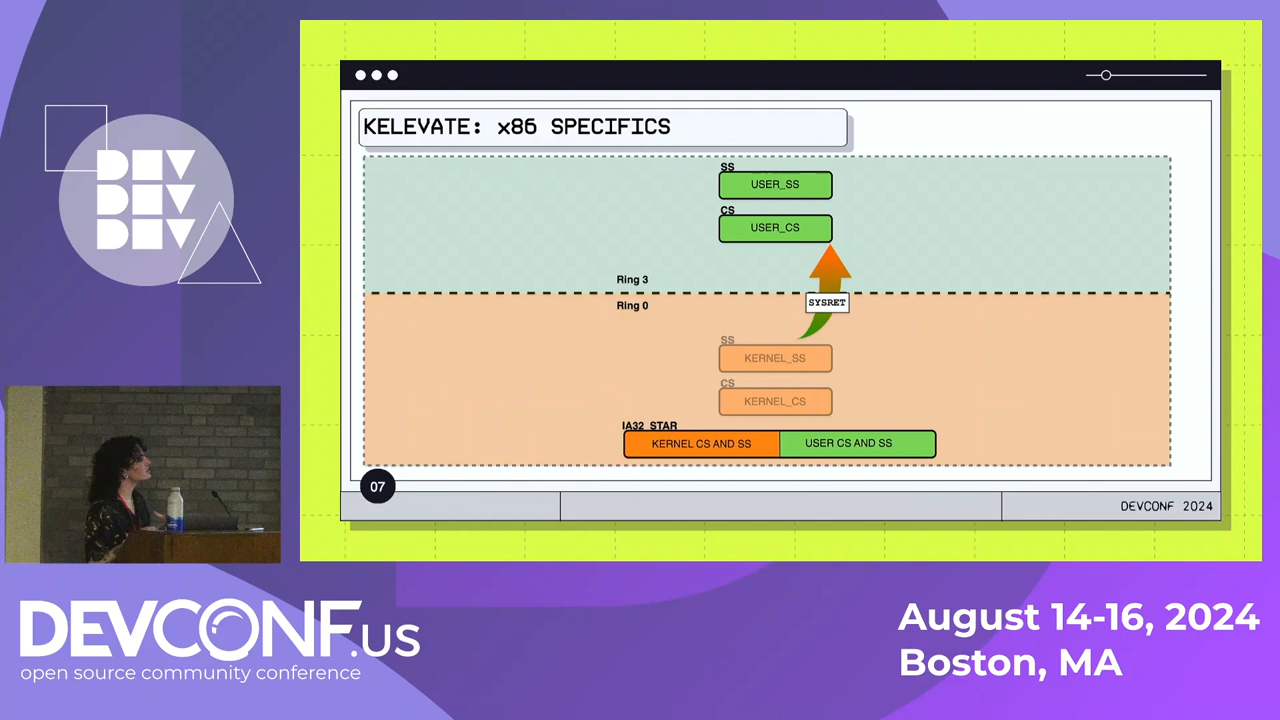 DEV
DEV
DEV
KELEVATE: x86 SPECIFICS
SS
USER_SS
CS
USER_CS
Ring 3
SYSRET
Ring 0
SS
KERNEL_SS
CS
KERNEL_CS
IA32_STAR
KERNEL CS AND SS
USER CS AND SS
07
DEVCONF 2024
DEVCONF.US
open source community conference
August 14-16, 2024
Boston, MA